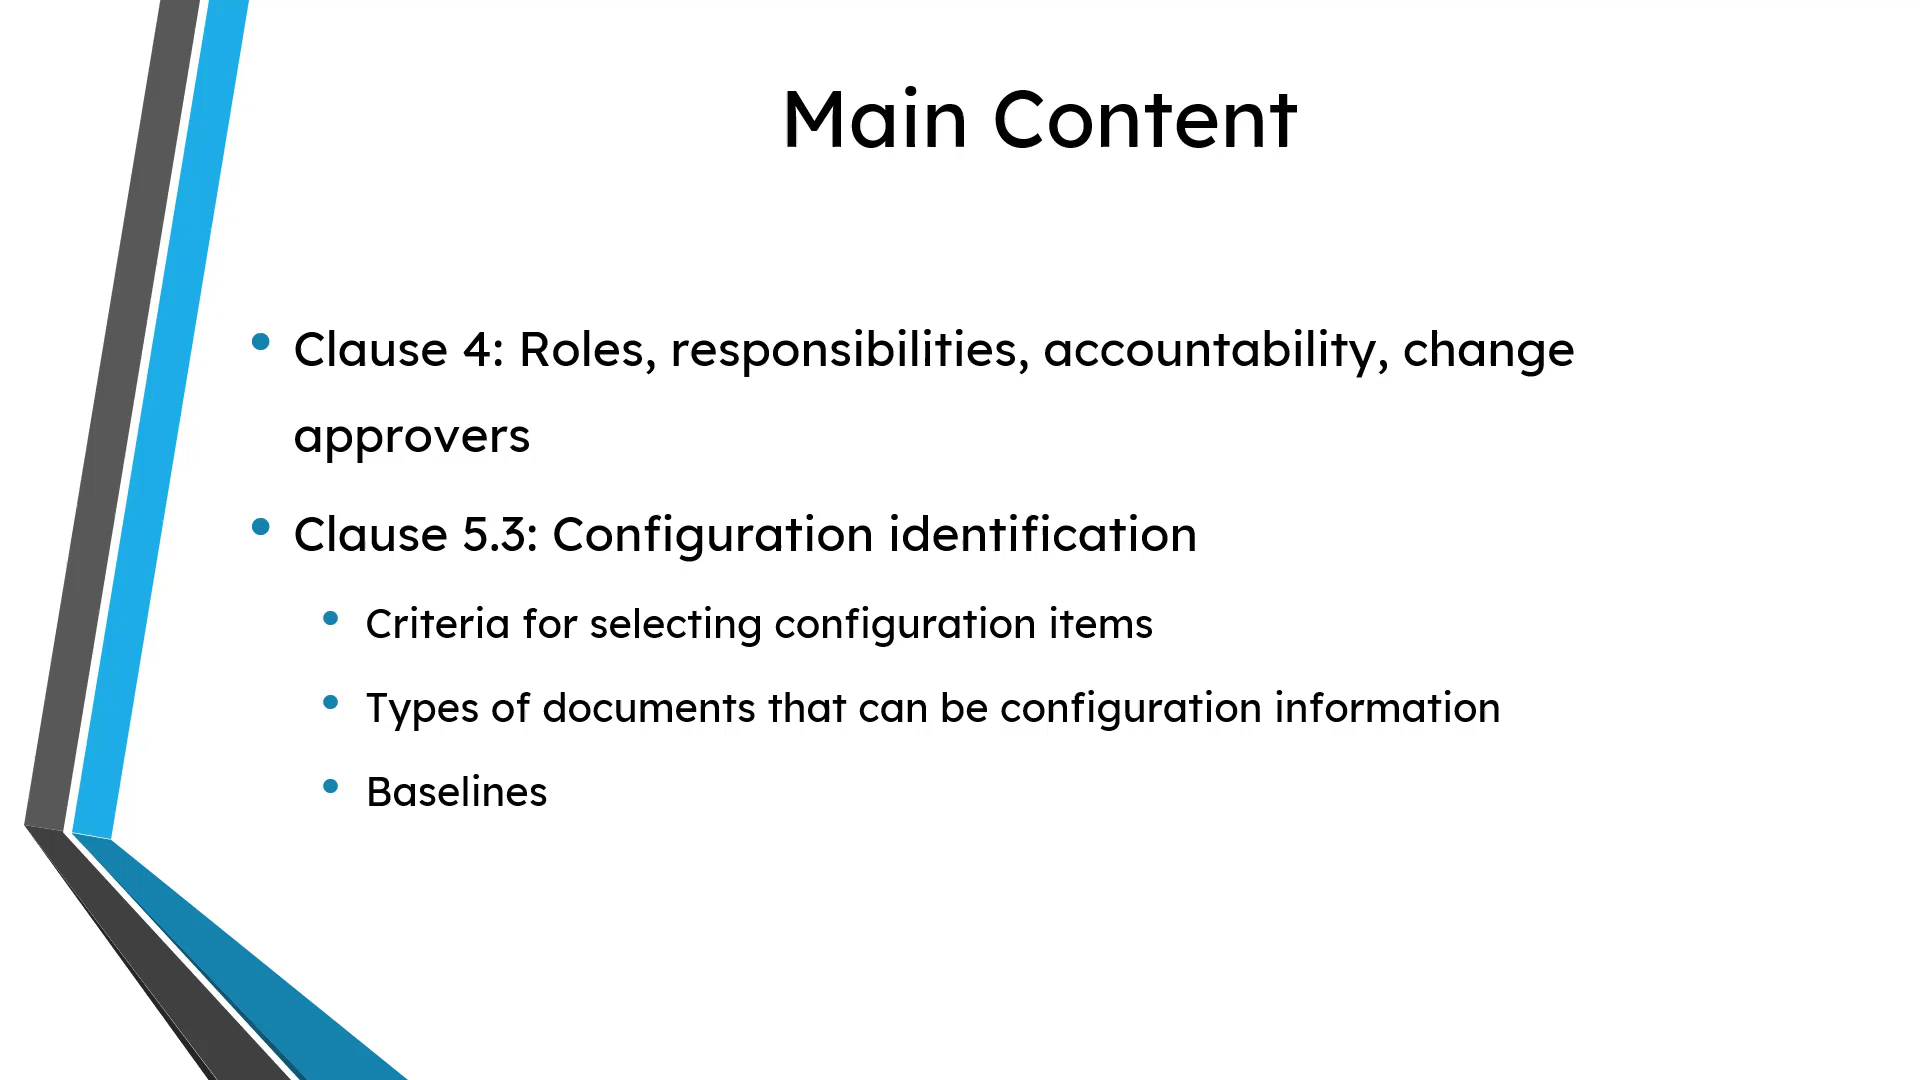 Main Content
• Clause 4: Roles, responsibilities, accountability, change
approvers
• Clause 5.3: Configuration identification
• Criteria for selecting configuration items
• Types of documents that can be configuration information
• Baselines